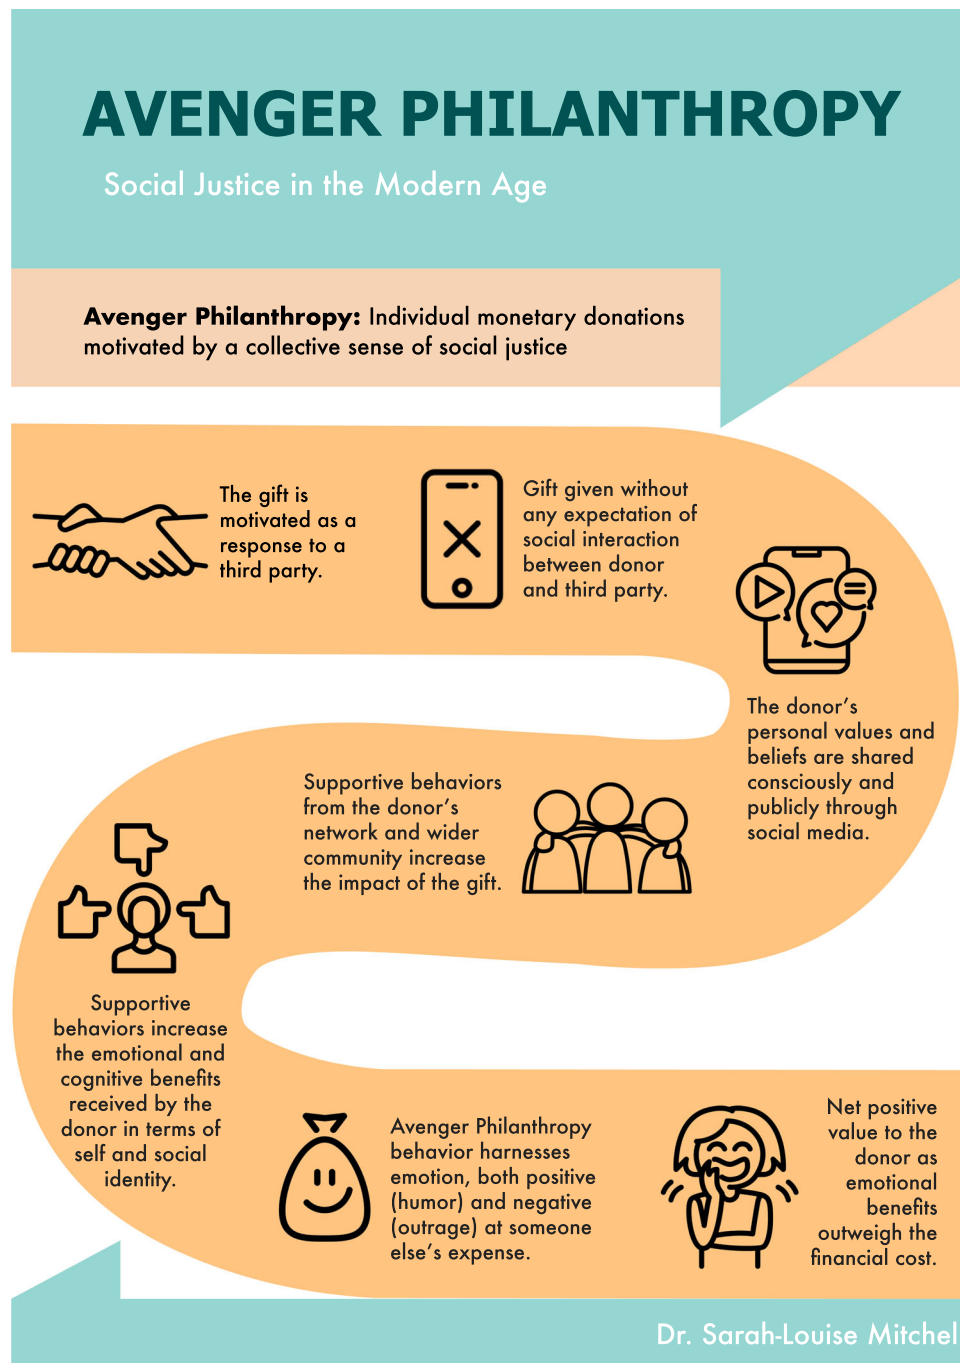 AVENGER PHILANTHROPY
Social Justice in the Modern Age
Avenger Philanthropy: Individual monetary donations
motivated by a collective sense of social justice
The gift is
motivated as a
response to a
third party.
Gift given without
any expectation of
social interaction
between donor
and third party.
The donor's
personal values and
beliefs are shared
consciously and
publicly through
social media.
Supportive behaviors
from the donor's
network and wider
community increase
the impact of the gift.
Supportive
behaviors increase
the emotional and
cognitive benefits
received by the
donor in terms of
self and social
identity.
Avenger Philanthropy
behavior harnesses
emotion, both positive
(humor) and negative
(outrage) at someone
else's expense.
Net positive
value to the
donor as
emotional
benefits
outweigh the
financial cost.
Dr. Sarah-Louise Mitchel